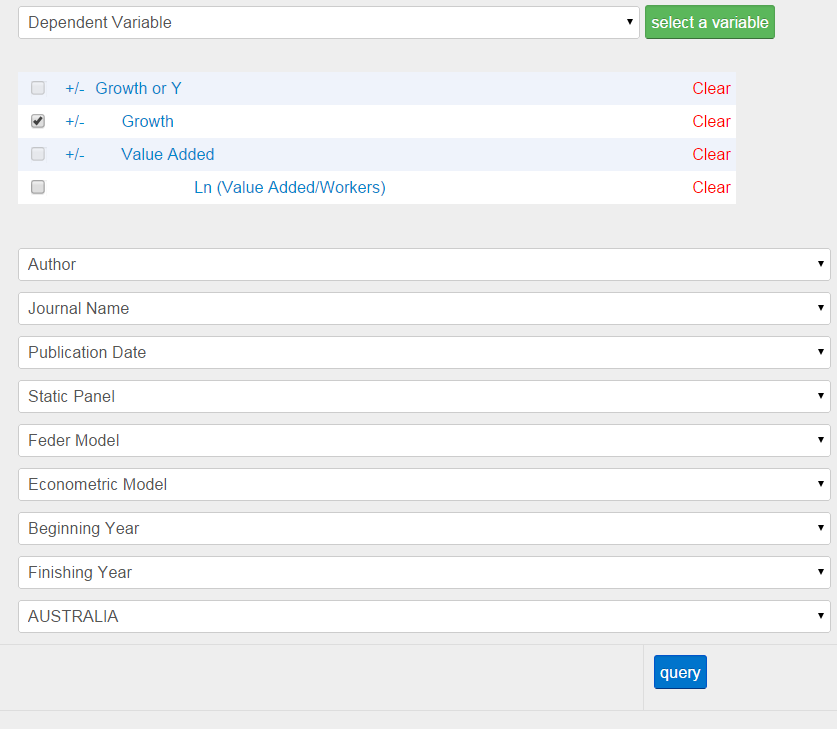 Dependent Variable select a variable
+/- Growth or Y Clear
+/- Growth Clear
+/- Value Added Clear
Ln (Value Added/Workers) Clear
Author
Journal Name
Publication Date
Static Panel
Feder Model
Econometric Model
Beginning Year
Finishing Year
AUSTRALIA
query